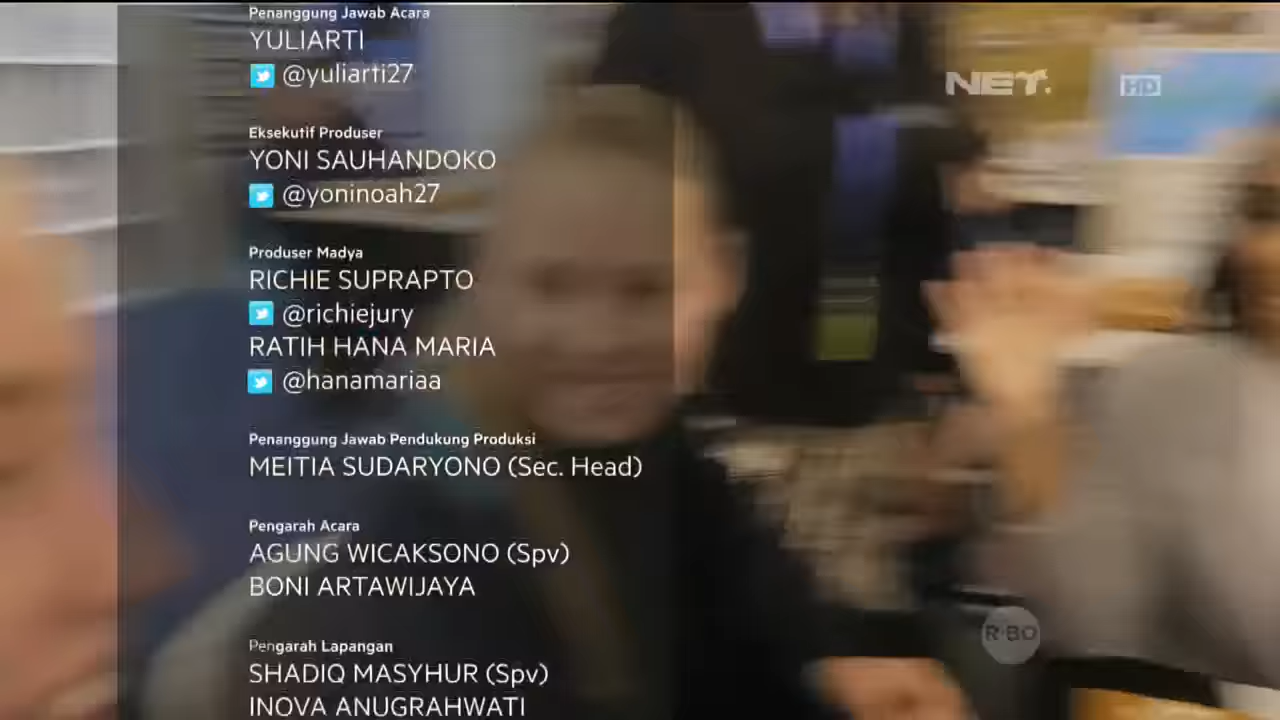 Penanggung Jawab Acara
YULIARTI
@yuliarti27
NET.
HD
Eksekutif Produser
YONI SAUHANDOKO
@yoninoah27
Produser Madya
RICHIE SUPRAPTO
@richiejury
RATIH HANA MARIA
@hanamariaa
Penanggung Jawab Pendukung Produksi
MEITIA SUDARYONO (Sec. Head)
Pengarah Acara
AGUNG WICAKSONO (Spv)
BONI ARTAWIJAYA
Pengarah Lapangan
SHADIQ MASYHUR (Spv)
INOVA ANUGRAHWATI
R-BO